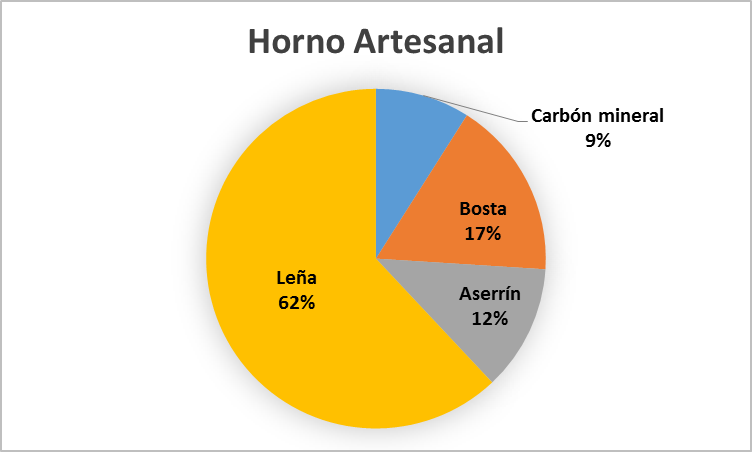 Horno Artesanal
Carbón mineral
9%
Bosta
17%
Aserrín
12%
Leña
62%